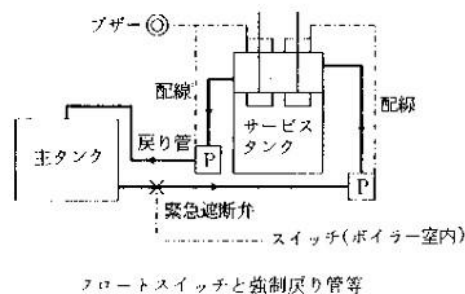 ブザー
配線
配線
サービス
タンク
戻り管
P
主タンク
P
緊急遮断弁
スイッチ(ボイラー室内)
フロートスイッチと強制戻り管等